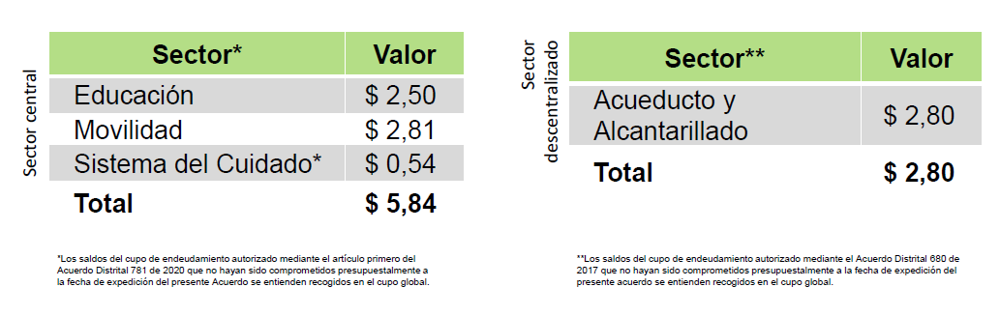 Sector central
Sector* Valor
Educación $ 2,50
Movilidad $ 2,81
Sistema del Cuidado* $ 0,54
Total $ 5,84
*Los saldos del cupo de endeudamiento autorizado mediante el artículo primero del
Acuerdo Distrital 781 de 2020 que no hayan sido comprometidos presupuestalmente a
la fecha de expedición del presente Acuerdo se entienden recogidos en el cupo global.
Sector
descentralizado
Sector** Valor
Acueducto y
Alcantarillado $ 2,80
Total $ 2,80
**Los saldos del cupo de endeudamiento autorizado mediante el Acuerdo Distrital 680 de
2017 que no hayan sido comprometidos presupuestalmente a la fecha de expedición del
presente acuerdo se entienden recogidos en el cupo global.